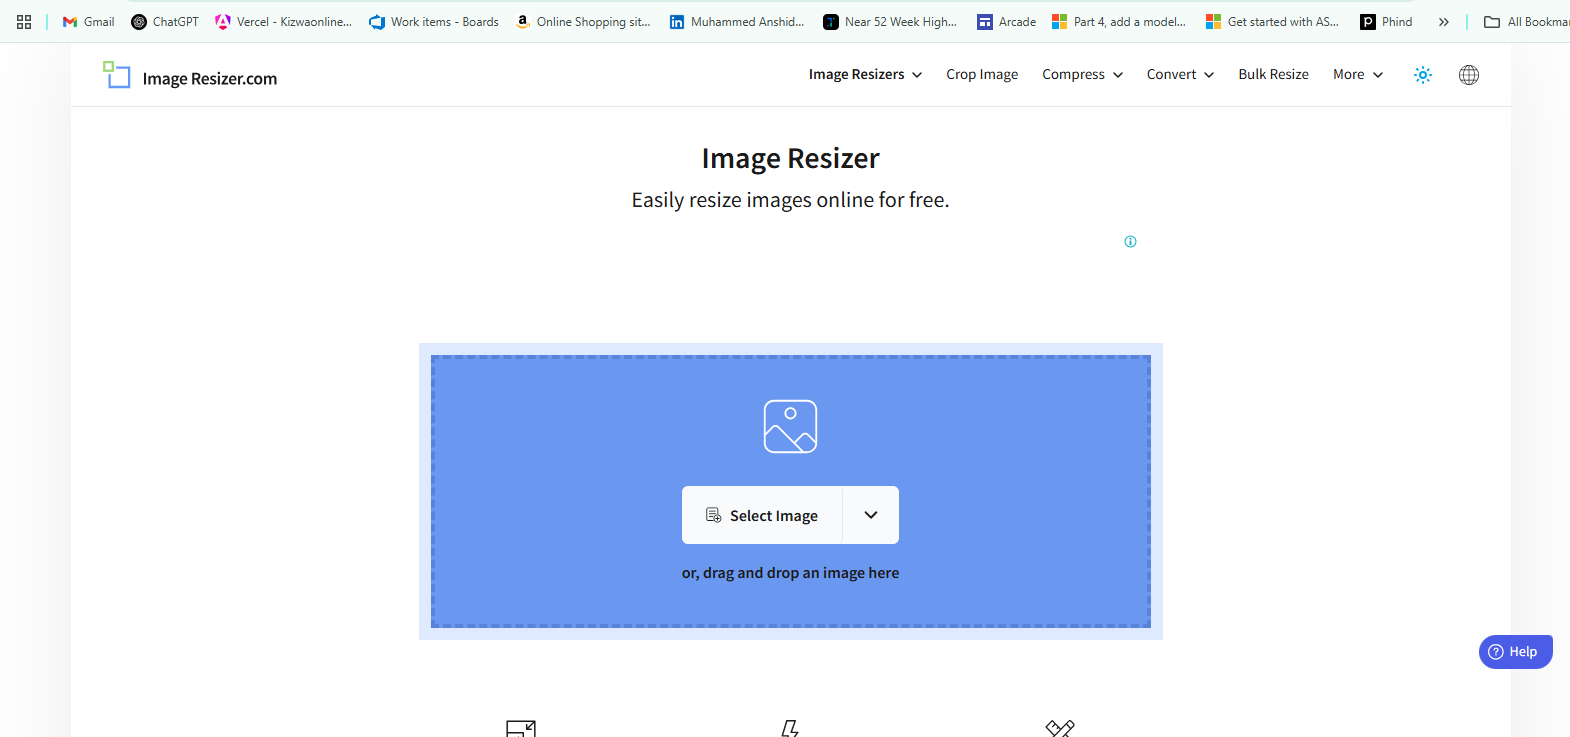 Gmail ChatGPT Vercel - Kizwaonline... Work items - Boards Online Shopping sit... Muhammed Anshid... Near 52 Week High... Arcade Part 4, add a model... Get started with AS... Phind All Bookma
Image Resizer.com Image Resizers Crop Image Compress Convert Bulk Resize More
Image Resizer
Easily resize images online for free.
Select Image
or, drag and drop an image here
Help